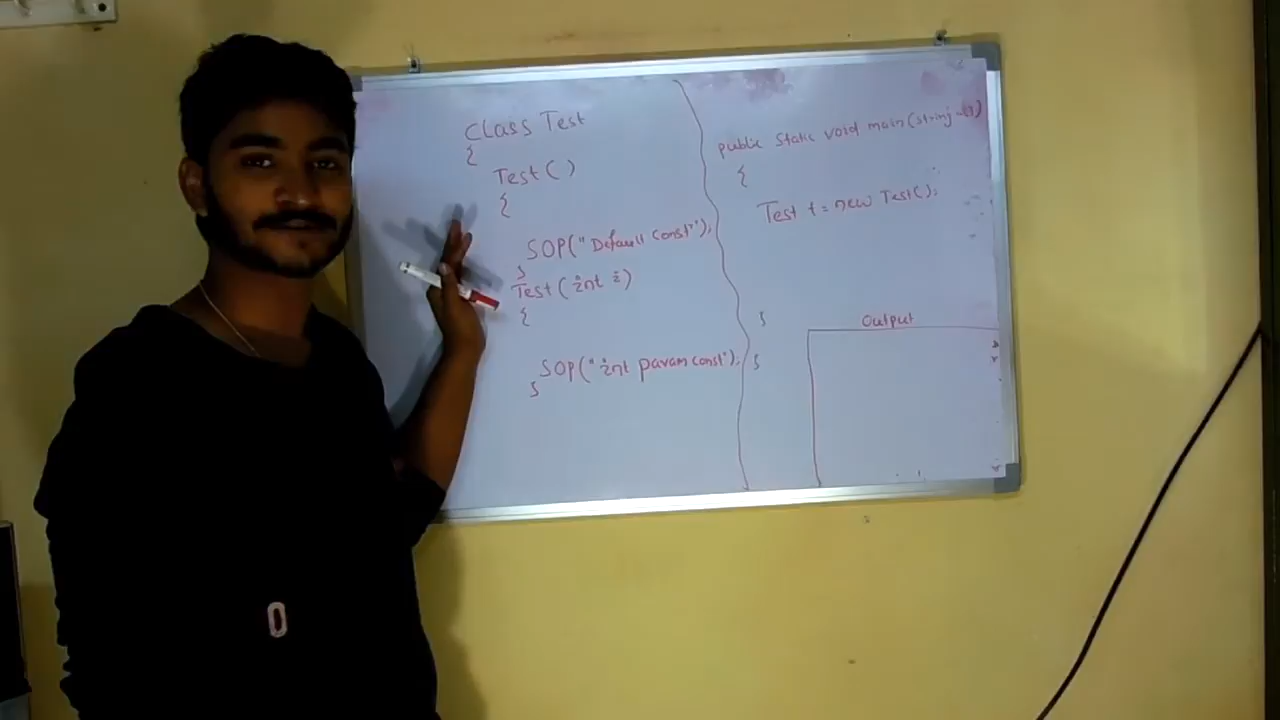 Class Test
{
Test()
{
SOP("Default Const");
}
Test(int i)
{
SOP("int param const");
}
public static void main(String
{
Test t = new Test();
}
}
Output